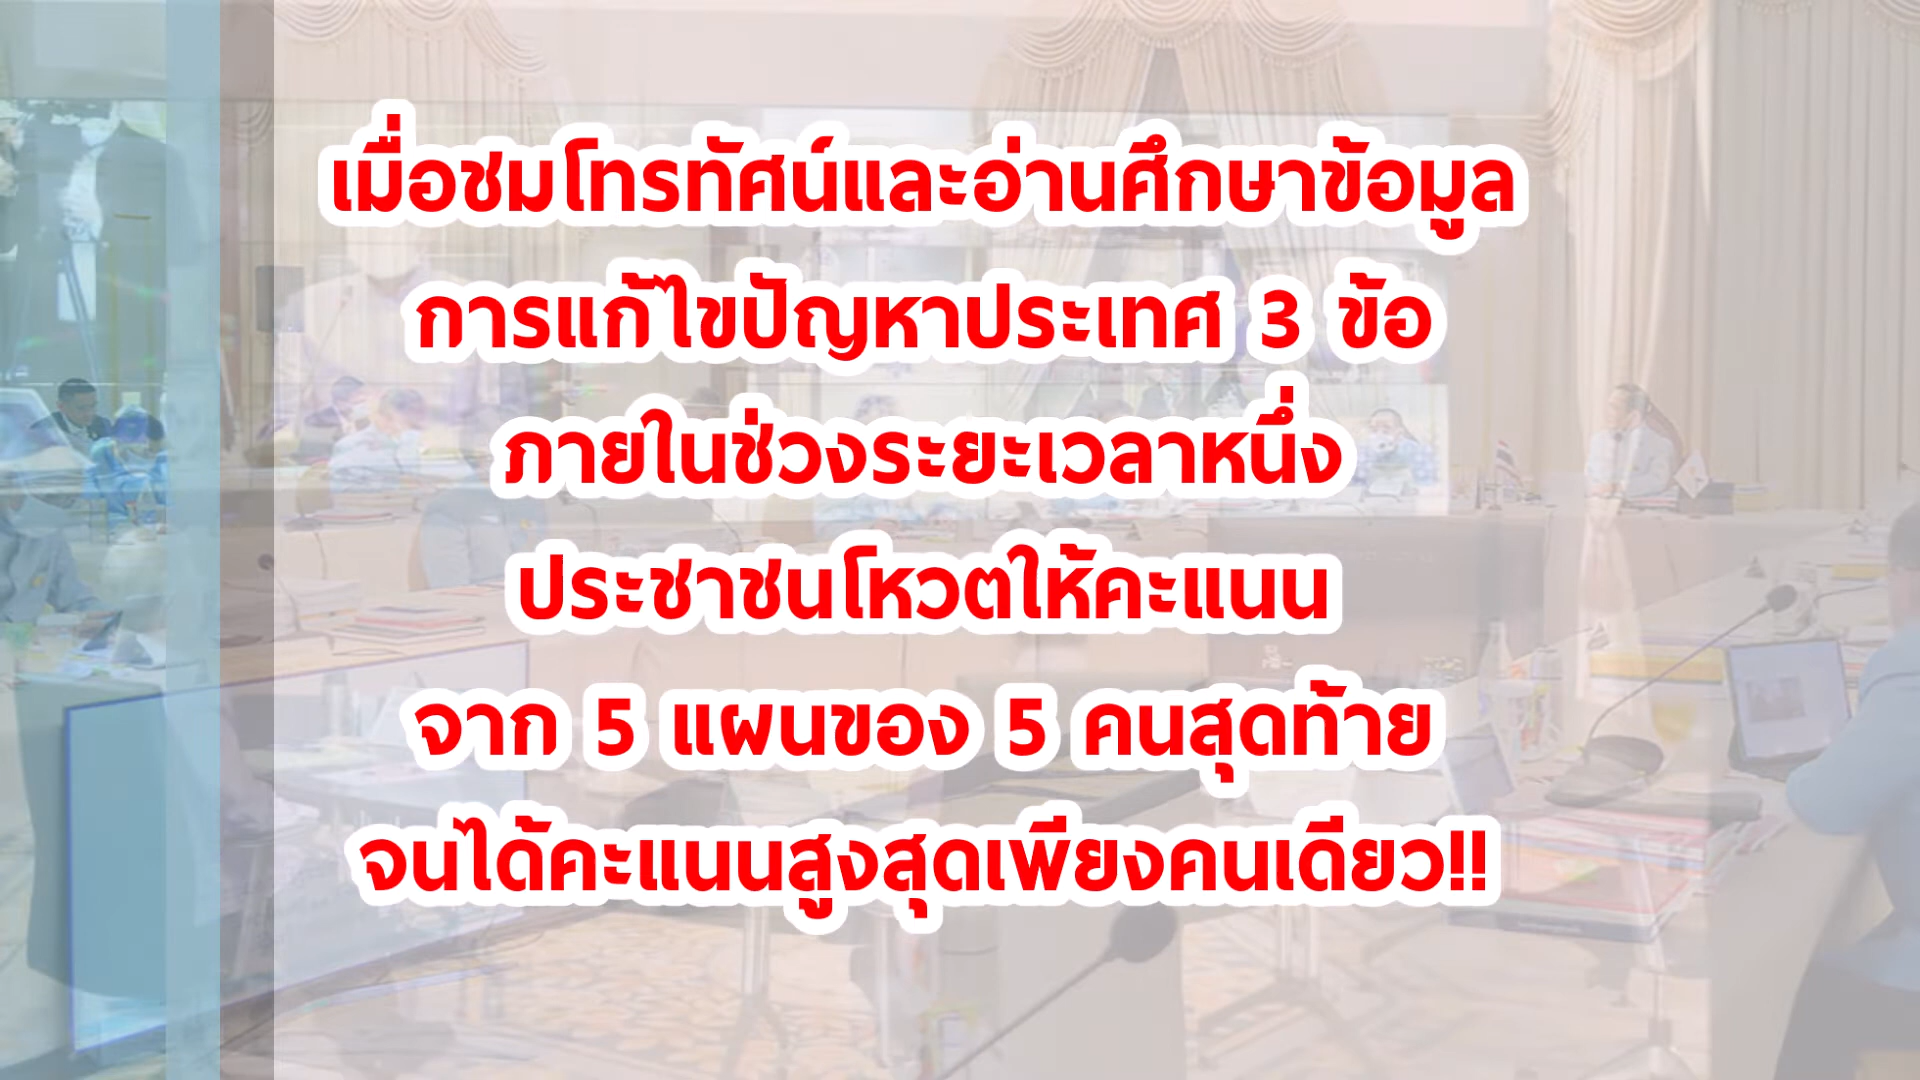 เมื่อชมโทรทัศน์และอ่านศึกษาข้อมูล
การแก้ไขปัญหาประเทศ 3 ข้อ
ภายในช่วงระยะเวลาหนึ่ง
ประชาชนโหวตให้คะแนน
จาก 5 แผนของ 5 คนสุดท้าย
จนได้คะแนนสูงสุดเพียงคนเดียว!!